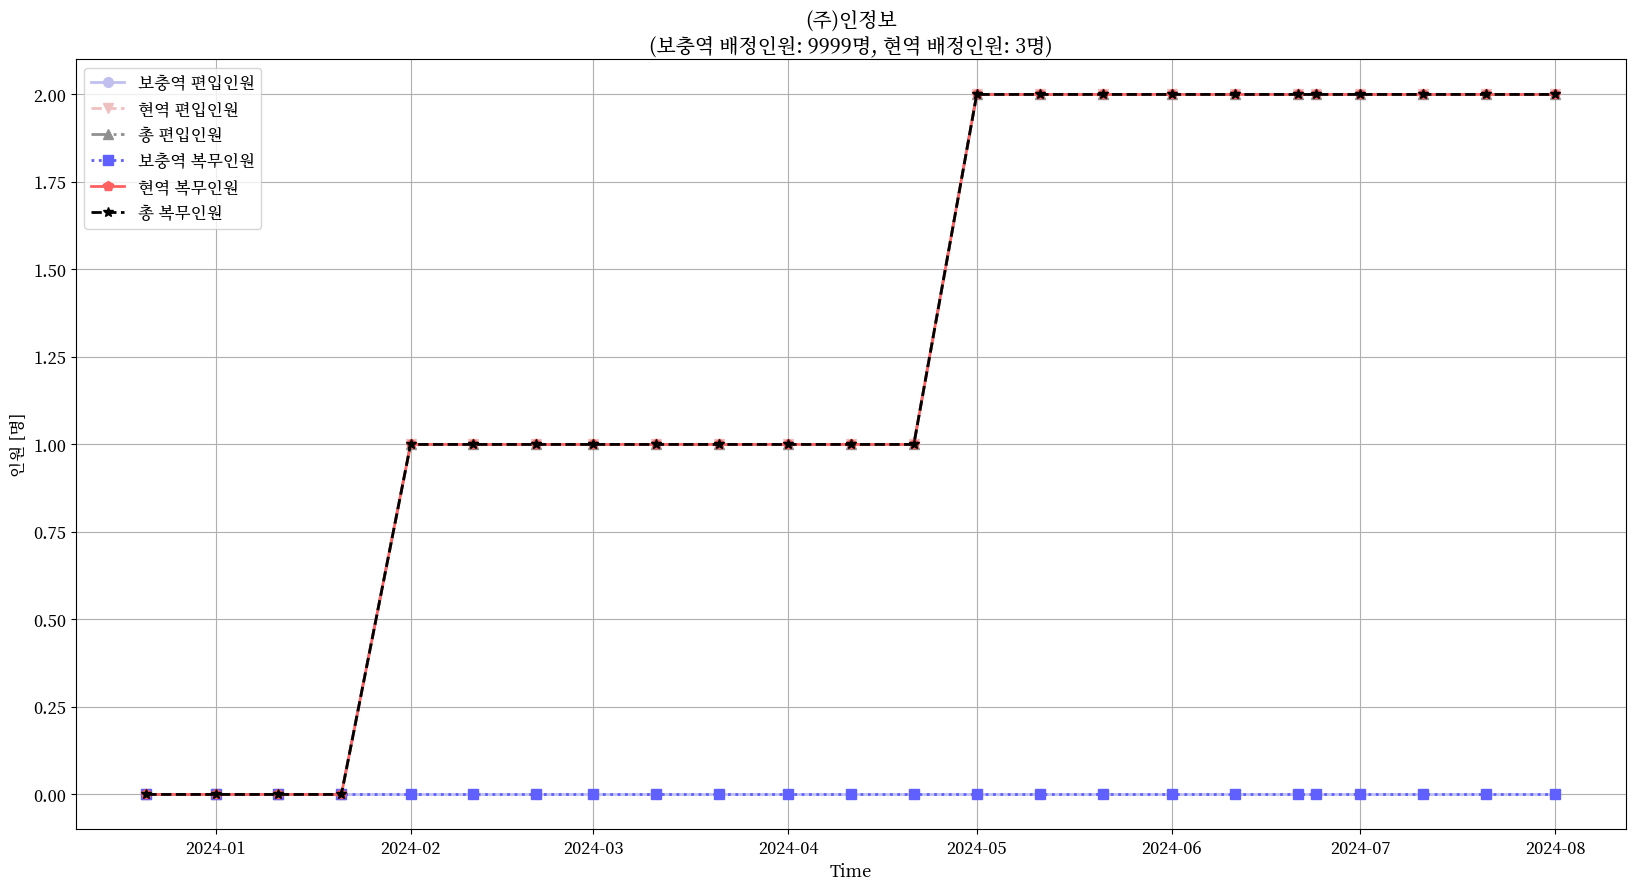 (주)인정보
(보충역 배정인원: 9999명, 현역 배정인원: 3명)
보충역 편입인원
현역 편입인원
총 편입인원
보충역 복무인원
현역 복무인원
총 복무인원
2.00
1.75
1.50
1.25
1.00
0.75
0.50
0.25
0.00
인원 [명]
2024-01 2024-02 2024-03 2024-04 2024-05 2024-06 2024-07 2024-08
Time